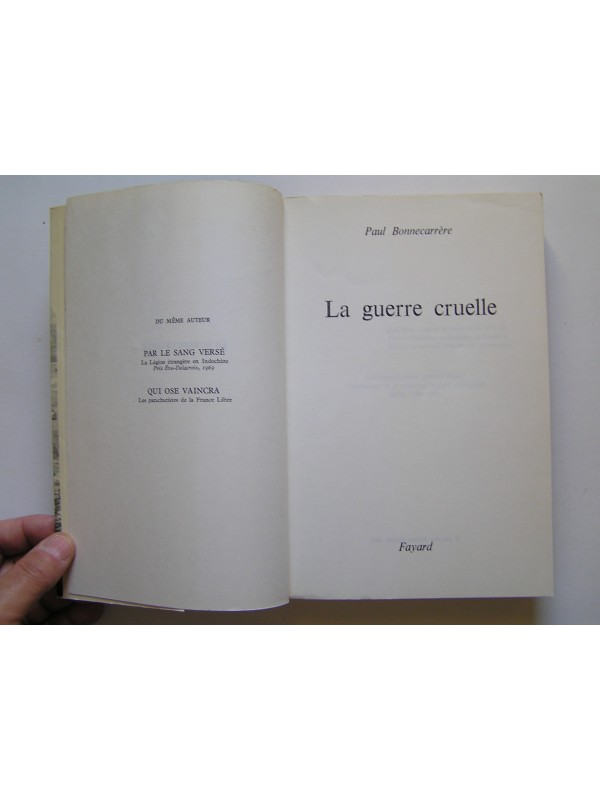 DU MÊME AUTEUR
PAR LE SANG VERSÉ
La Légion étrangère en Indochine
Prix Ève-Delacroix, 1969
QUI OSE VAINCRA
Les parachutistes de la France Libre
Paul Bonnecarrère
La guerre cruelle
Fayard